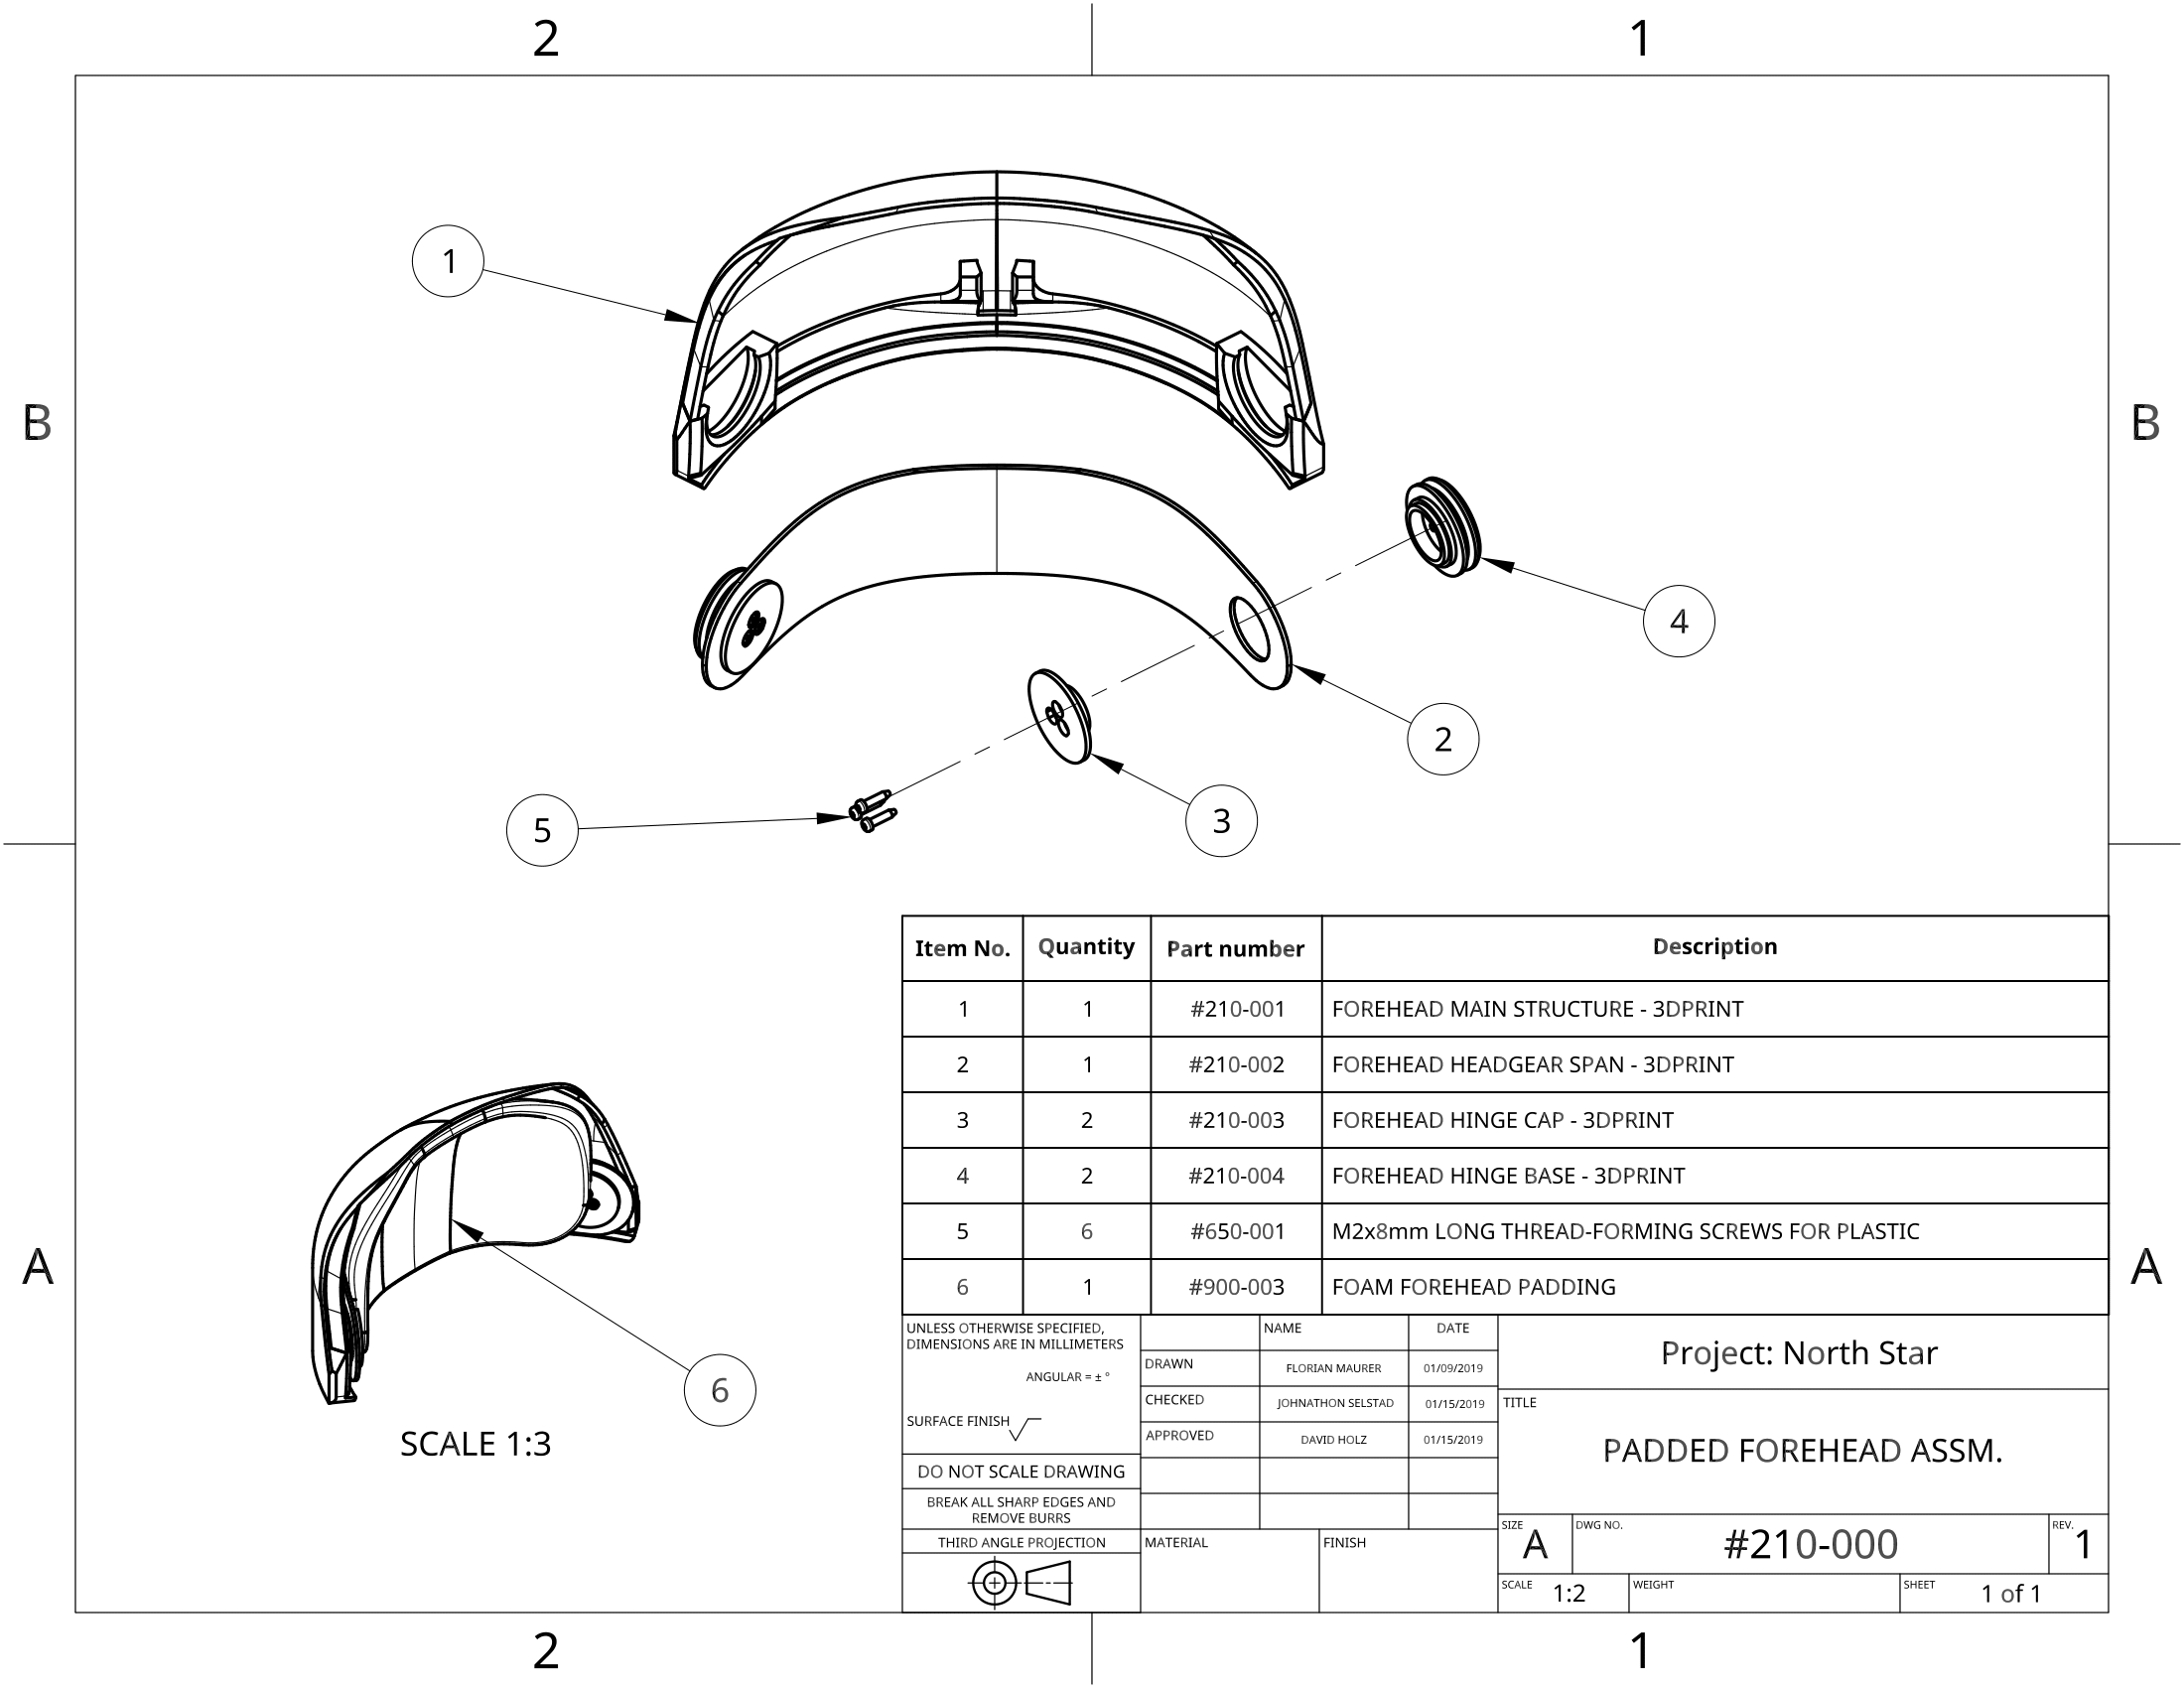 2 1
B B
1
4
2
3
5
Item No. Quantity Part number Description
1 1 #210-001 FOREHEAD MAIN STRUCTURE - 3DPRINT
2 1 #210-002 FOREHEAD HEADGEAR SPAN - 3DPRINT
3 2 #210-003 FOREHEAD HINGE CAP - 3DPRINT
4 2 #210-004 FOREHEAD HINGE BASE - 3DPRINT
5 6 #650-001 M2x8mm LONG THREAD-FORMING SCREWS FOR PLASTIC
6 1 #900-003 FOAM FOREHEAD PADDING
A A
6
SCALE 1:3
UNLESS OTHERWISE SPECIFIED,
DIMENSIONS ARE IN MILLIMETERS
ANGULAR = ± °
SURFACE FINISH
DO NOT SCALE DRAWING
BREAK ALL SHARP EDGES AND
REMOVE BURRS
THIRD ANGLE PROJECTION
NAME DATE
DRAWN FLORIAN MAURER 01/09/2019
CHECKED JOHNATHON SELSTAD 01/15/2019
APPROVED DAVID HOLZ 01/15/2019
MATERIAL FINISH
Project: North Star
TITLE
PADDED FOREHEAD ASSM.
SIZE A DWG NO. #210-000 REV. 1
SCALE 1:2 WEIGHT SHEET 1 of 1
2 1